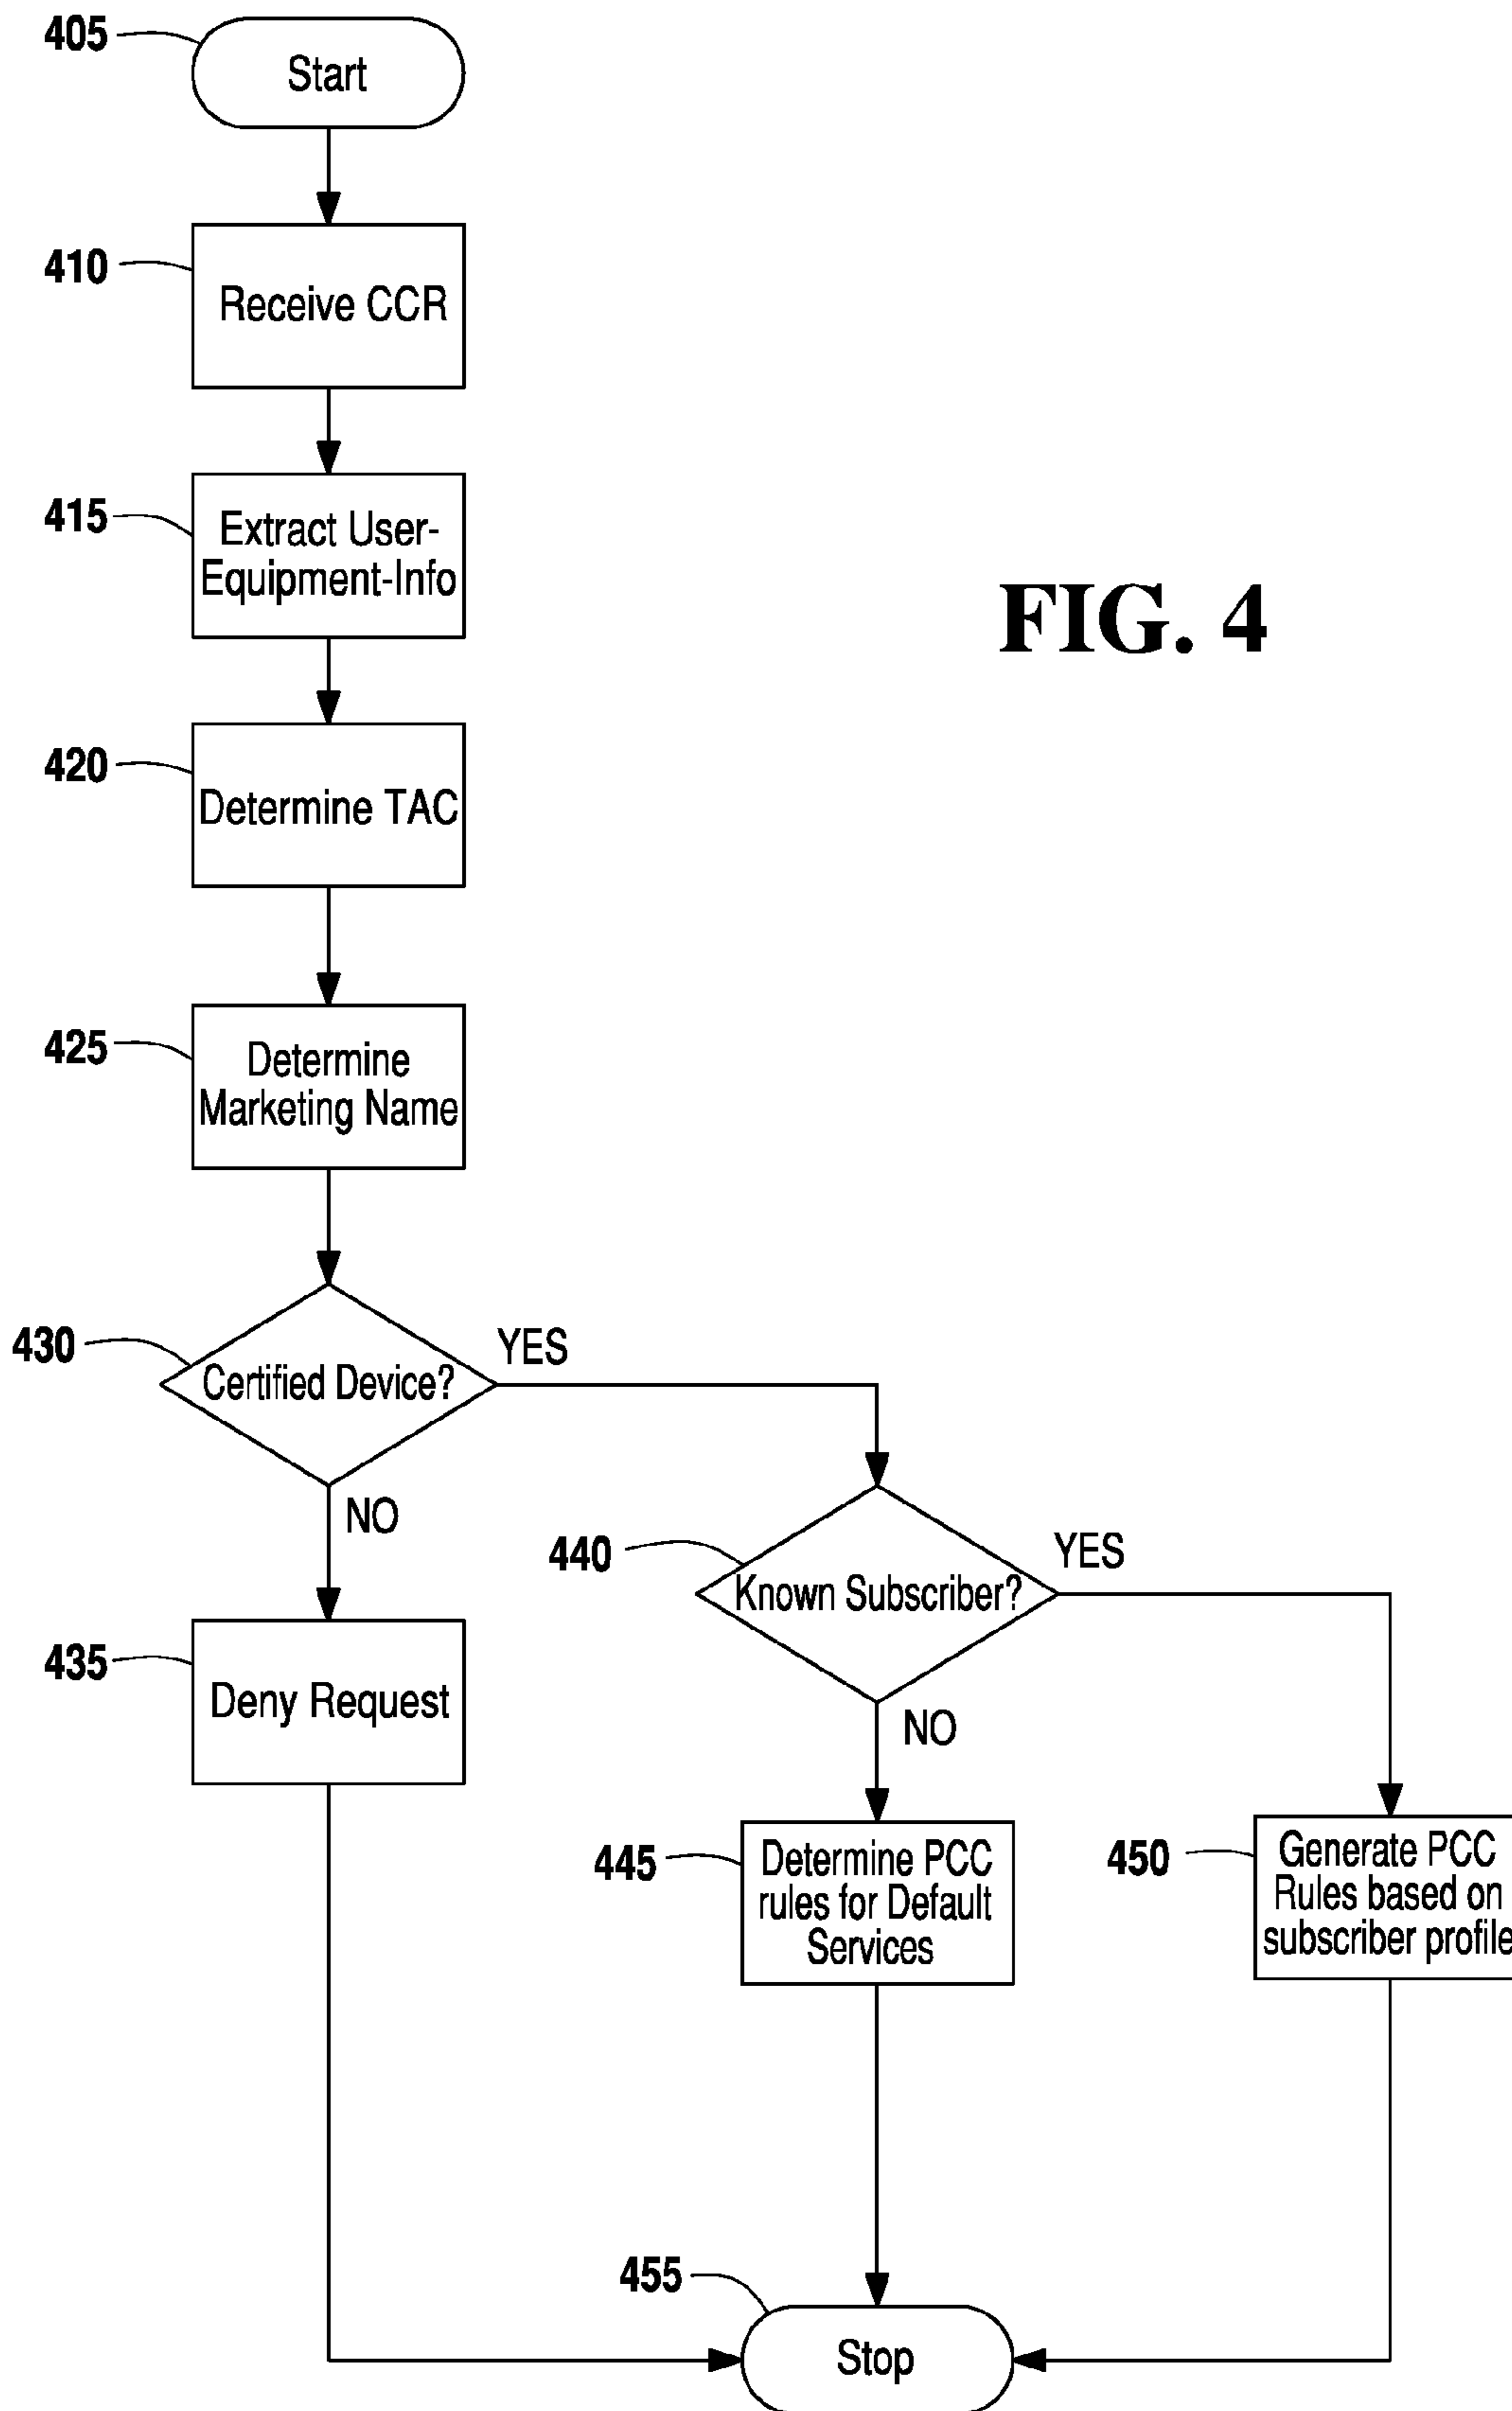 405
Start
410
Receive CCR
415
Extract User-
Equipment-Info
FIG. 4
420
Determine TAC
425
Determine
Marketing Name
430
Certified Device?
YES
NO
440
Known Subscriber?
YES
435
Deny Request
NO
445
Determine PCC
rules for Default
Services
450
Generate PCC
Rules based on
subscriber profile
455
Stop